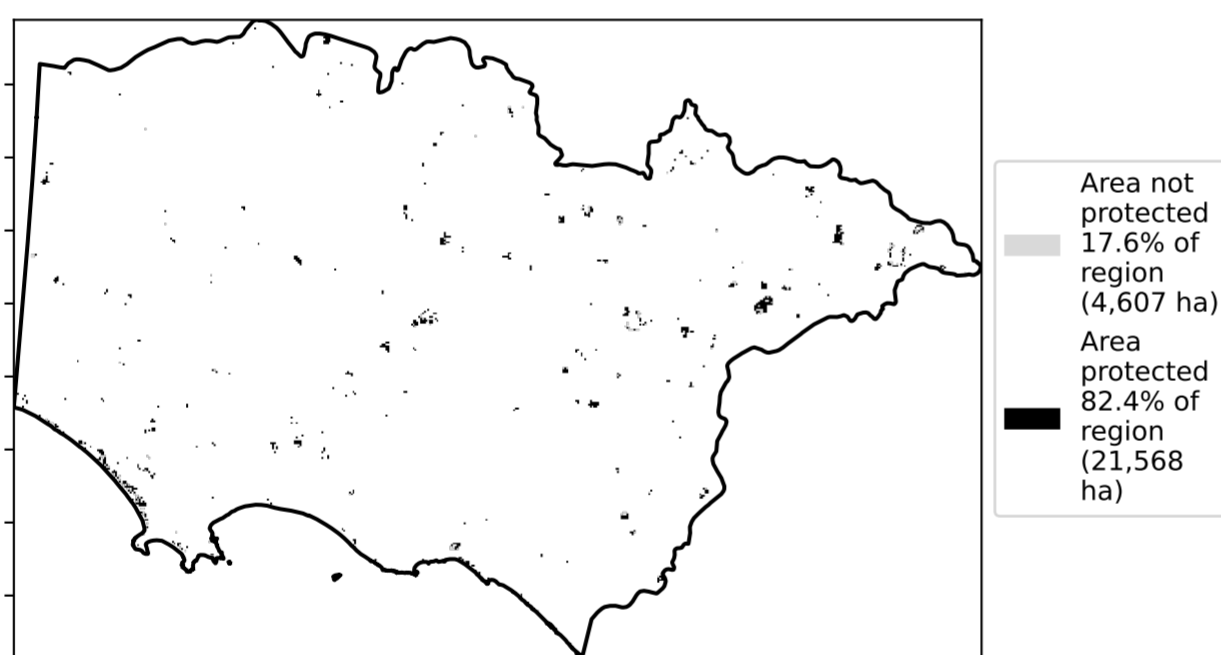 Area not
protected
17.6% of
region
(4,607 ha)
Area
protected
82.4% of
region
(21,568
ha)